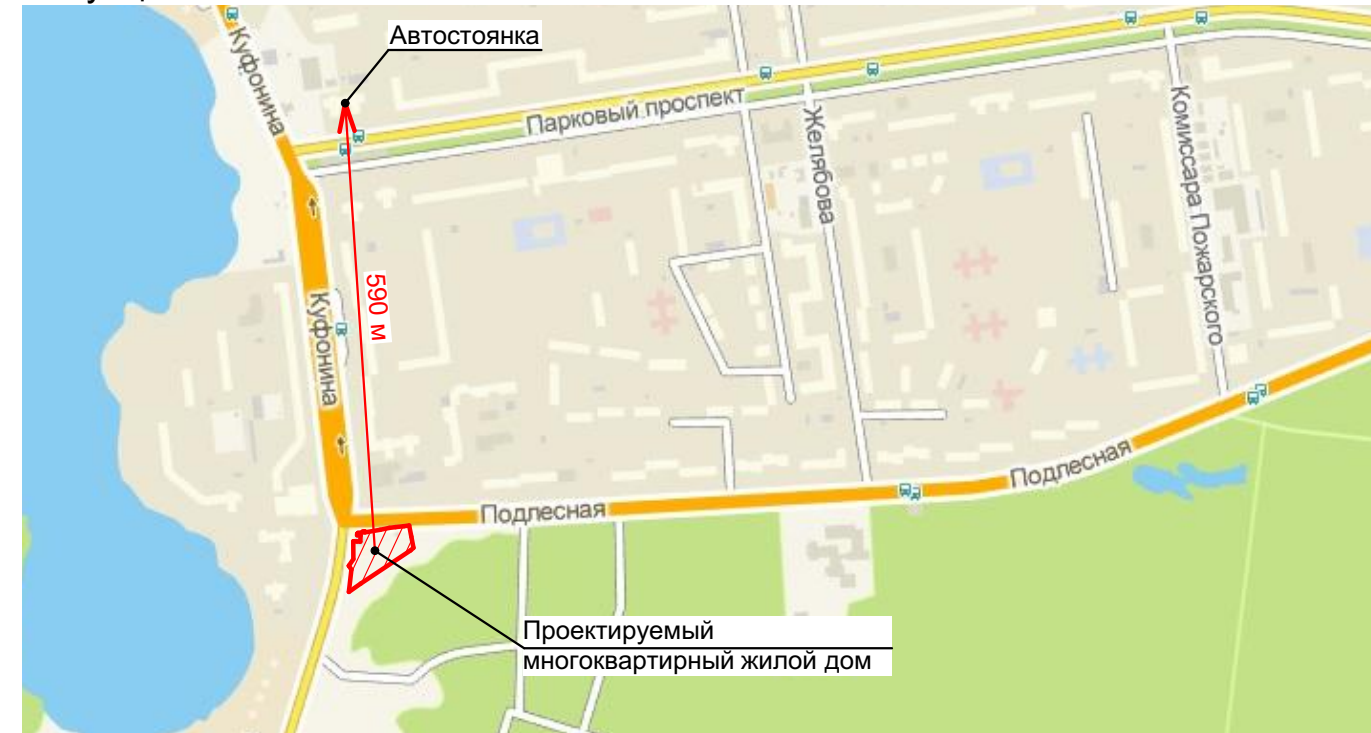 Автостоянка
Куфонина
Парковый проспект
Желябова
Комиссара Пожарского
590 м
Куфонина
Подлесная
Подлесная
Проектируемый
многоквартирный жилой дом